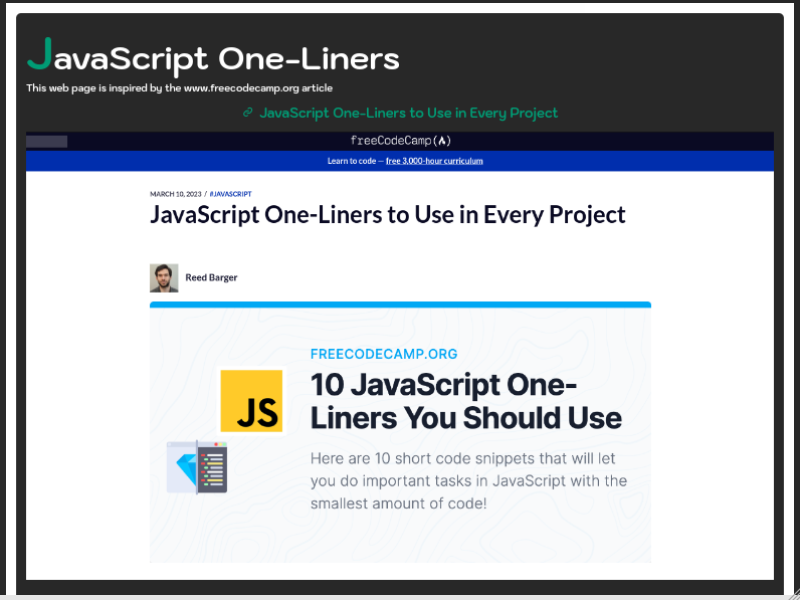 JavaScript One-Liners
This web page is inspired by the www.freecodecamp.org article
JavaScript One-Liners to Use in Every Project
freeCodeCamp(🔥)
Learn to code — free 3,000-hour curriculum
MARCH 10, 2023 / #JAVASCRIPT
JavaScript One-Liners to Use in Every Project
Reed Barger
FREECODECAMP.ORG
10 JavaScript One-
Liners You Should Use
JS
Here are 10 short code snippets that will let
you do important tasks in JavaScript with the
smallest amount of code!